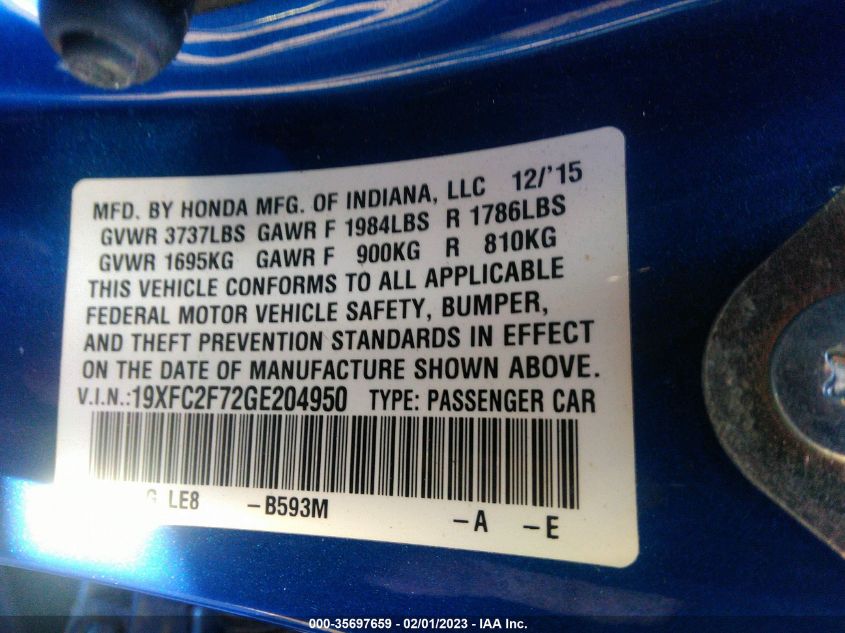 MFD. BY HONDA MFG. OF INDIANA, LLC 12/'15
GVWR 3737LBS GAWR F 1984LBS R 1786LBS
GVWR 1695KG GAWR F 900KG R 810KG
THIS VEHICLE CONFORMS TO ALL APPLICABLE
FEDERAL MOTOR VEHICLE SAFETY, BUMPER,
AND THEFT PREVENTION STANDARDS IN EFFECT
ON THE DATE OF MANUFACTURE SHOWN ABOVE.
V.I.N.:19XFC2F72GE204950 TYPE: PASSENGER CAR
G LE8 -B593M
-A -E
000-35697659 - 02/01/2023 - IAA Inc.